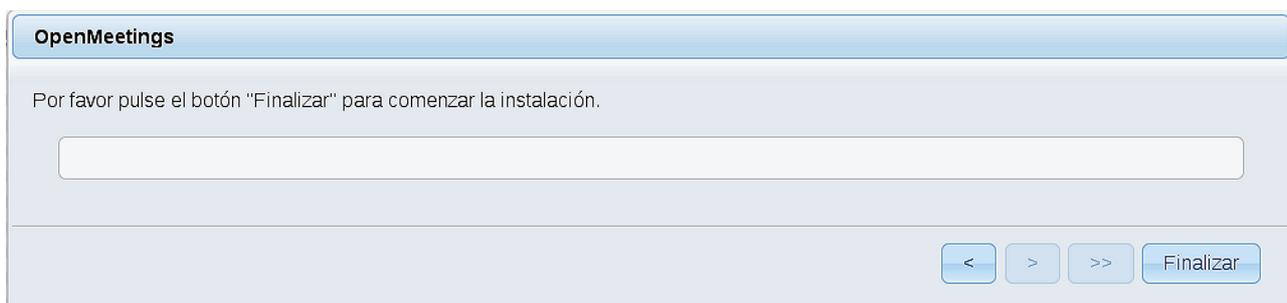 OpenMeetings
Por favor pulse el botón "Finalizar" para comenzar la instalación.
< > >> Finalizar